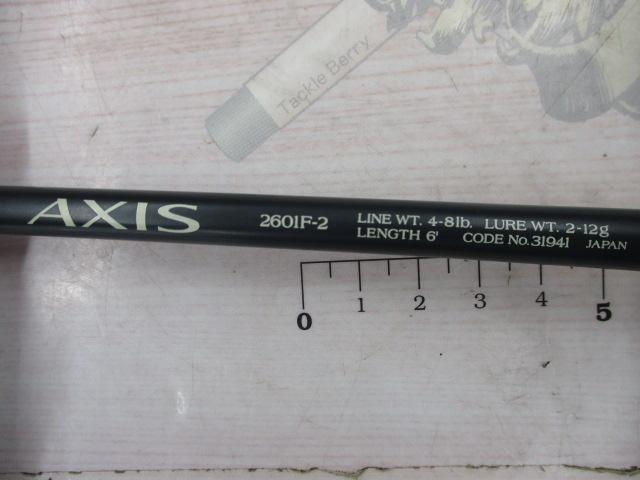 Tackle Berry
AXIS 2601F-2 LINE WT. 4-8lb. LURE WT. 2-12g
LENGTH 6' CODE No.31941 JAPAN
0 1 2 3 4 5